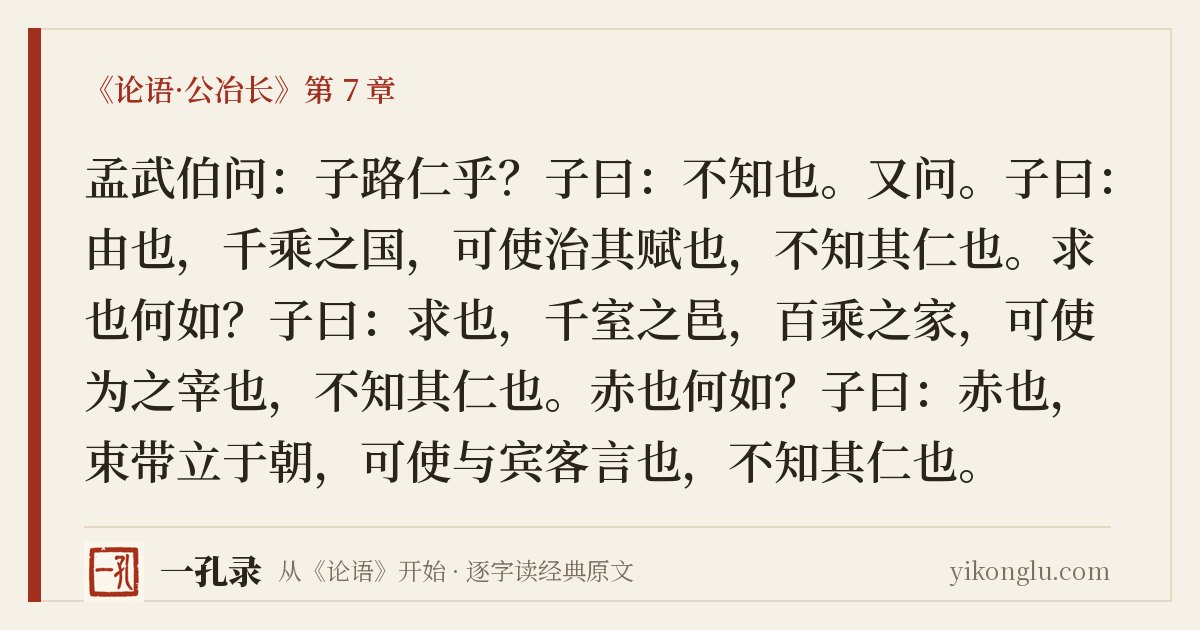 《论语·公冶长》第 7 章
孟武伯问：子路仁乎？子曰：不知也。又问。子曰：
由也，千乘之国，可使治其赋也，不知其仁也。求
也何如？子曰：求也，千室之邑，百乘之家，可使
为之宰也，不知其仁也。赤也何如？子曰：赤也，
束带立于朝，可使与宾客言也，不知其仁也。
一孔
一孔录 从《论语》开始 · 逐字读经典原文 yikonglu.com